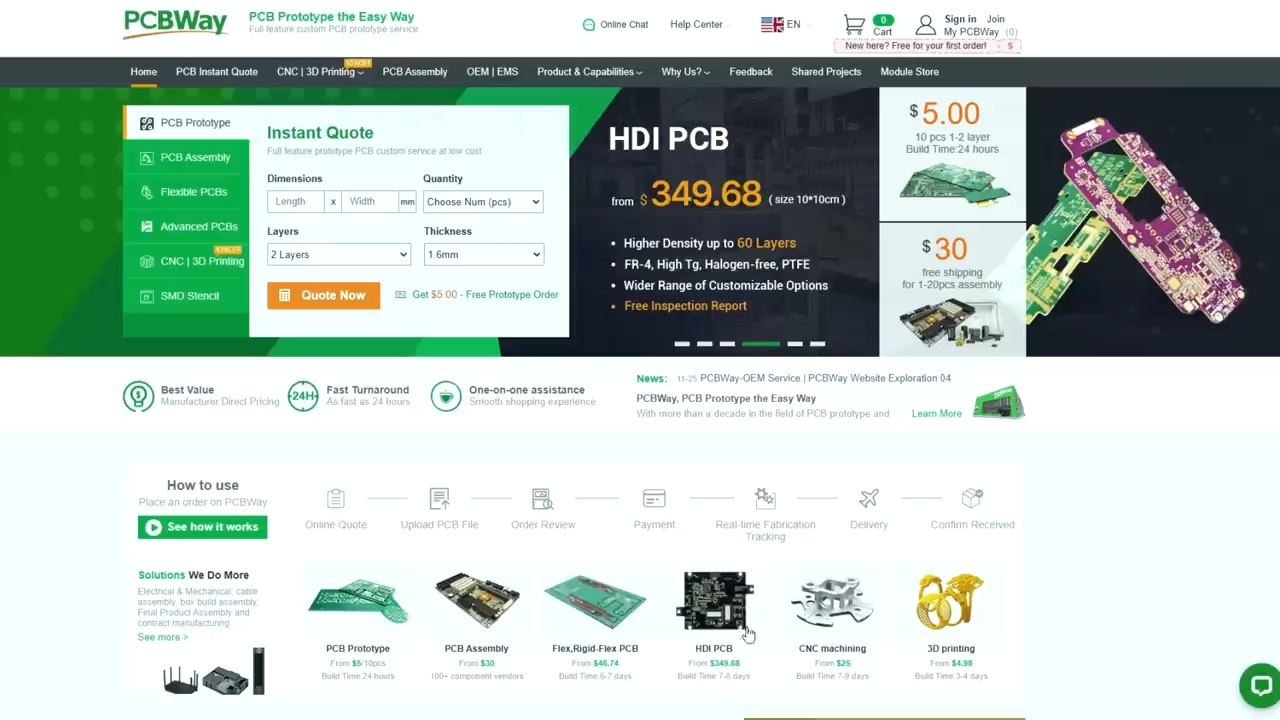 PCBWay
PCB Prototype the Easy Way
Full feature custom PCB prototype service
Online Chat
Help Center
EN
0
Cart
Sign in Join
My PCBWay (0)
New here? Free for your first order! $
Home
PCB Instant Quote
CNC | 3D Printing
PCB Assembly
OEM | EMS
Product & Capabilities
Why Us?
Feedback
Shared Projects
Module Store
PCB Prototype
PCB Assembly
Flexible PCBs
Advanced PCBs
CNC | 3D Printing
SMD Stencil
Instant Quote
Full feature prototype PCB custom service at low cost
Dimensions
Quantity
Length x Width mm
Choose Num (pcs)
Layers
Thickness
2 Layers
1.6mm
Quote Now
Get $5.00 - Free Prototype Order
HDI PCB
from $ 349.68 ( size 10*10cm )
Higher Density up to 60 Layers
FR-4, High Tg, Halogen-free, PTFE
Wider Range of Customizable Options
Free Inspection Report
$ 5.00
10 pcs 1-2 layer
Build Time:24 hours
$ 30
free shipping
for 1-20pcs assembly
Best Value
Manufacturer Direct Pricing
24H
Fast Turnaround
As fast as 24 hours
One-on-one assistance
Smooth shopping experience
News: 11-25 PCBWay-OEM Service | PCBWay Website Exploration 04
PCBWay, PCB Prototype the Easy Way
With more than a decade in the field of PCB prototype and ... Learn More
How to use
Place an order on PCBWay
See how it works
Online Quote
Upload PCB File
Order Review
Payment
Real-time Fabrication
Tracking
Delivery
Confirm Received
Solutions We Do More
Electrical & Mechanical, cable
assembly, box build assembly,
Final Product Assembly and
contract manufacturing...
See more >
PCB Prototype
From $5/10pcs
Build Time:24 hours
PCB Assembly
From $30
100+ component vendors
Flex,Rigid-Flex PCB
From $46.74
Build Time 6-7 days
HDI PCB
From $349.68
Build Time 7-8 days
CNC machining
From $25
Build Time 7-9 days
3D printing
From $4.98
Build Time 3-4 days